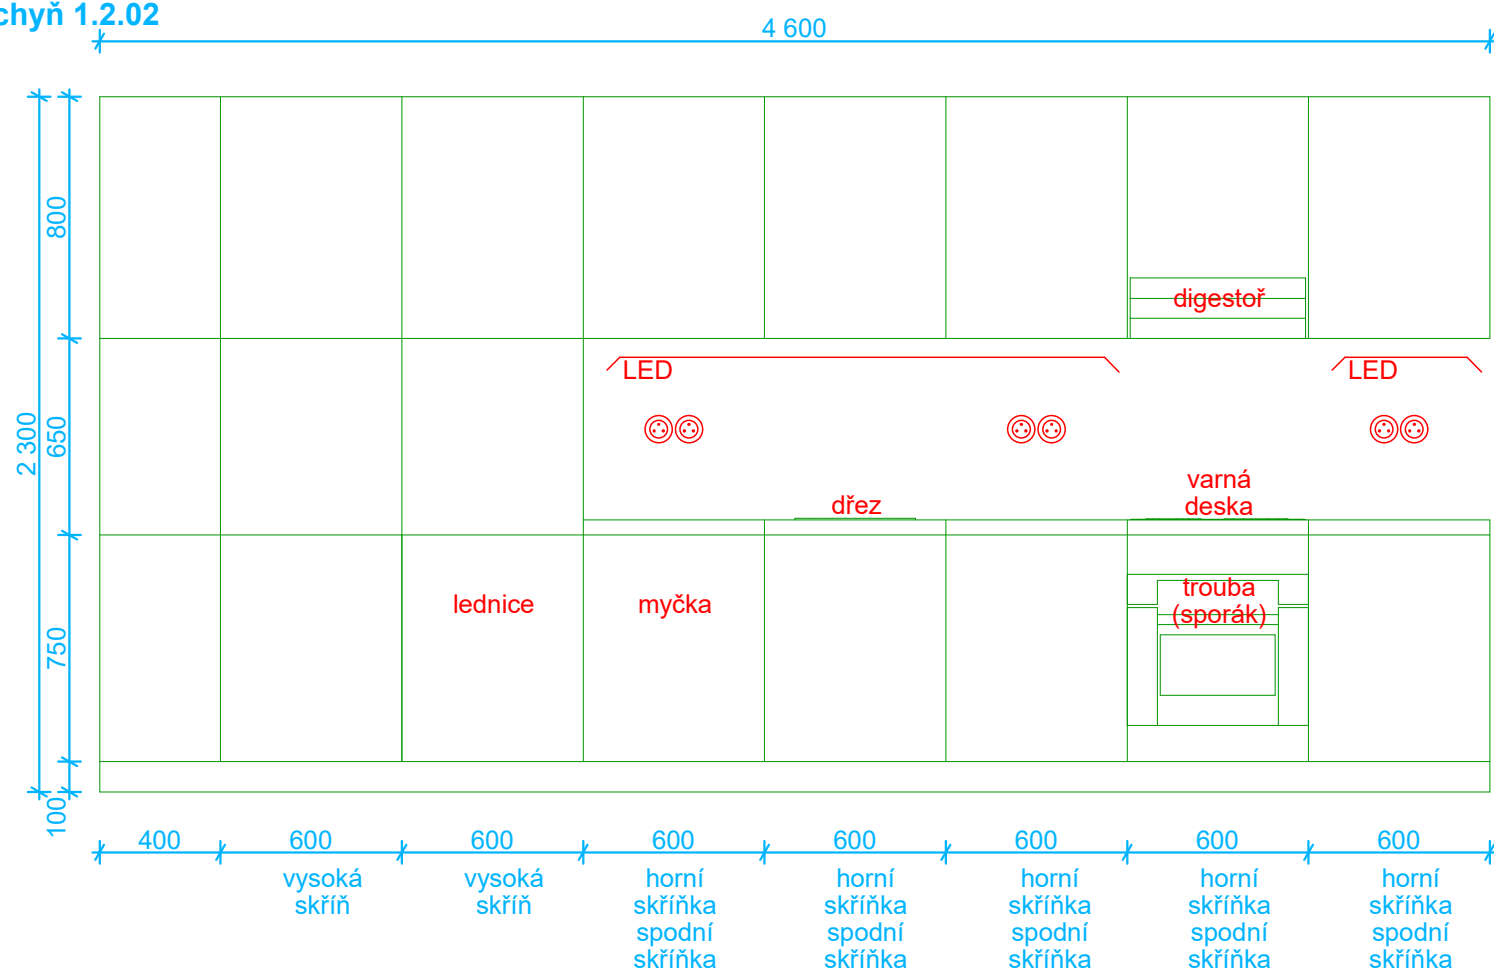 chyň 1.2.02
4 600
800
650
750
100
2 300
digestoř
LED
LED
dřez
varná
deska
lednice
myčka
trouba
(sporák)
400
600
600
600
600
600
600
600
vysoká
skříň
vysoká
skříň
horní
skříňka
spodní
skříňka
horní
skříňka
spodní
skříňka
horní
skříňka
spodní
skříňka
horní
skříňka
spodní
skříňka
horní
skříňka
spodní
skříňka